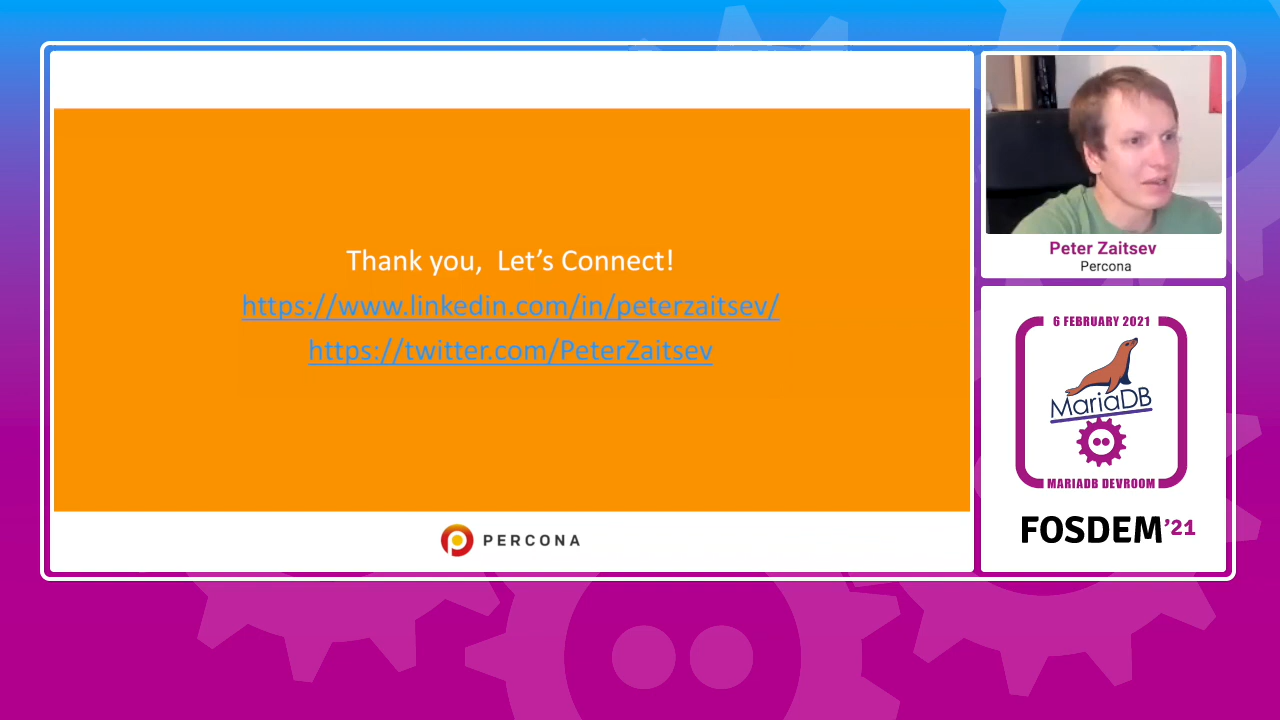 Thank you,  Let's Connect!
https://www.linkedin.com/in/peterzaitsev/
https://twitter.com/PeterZaitsev
PERCONA
Peter Zaitsev
Percona
6 FEBRUARY 2021
MariaDB
MARIADB DEVROOM
FOSDEM'21